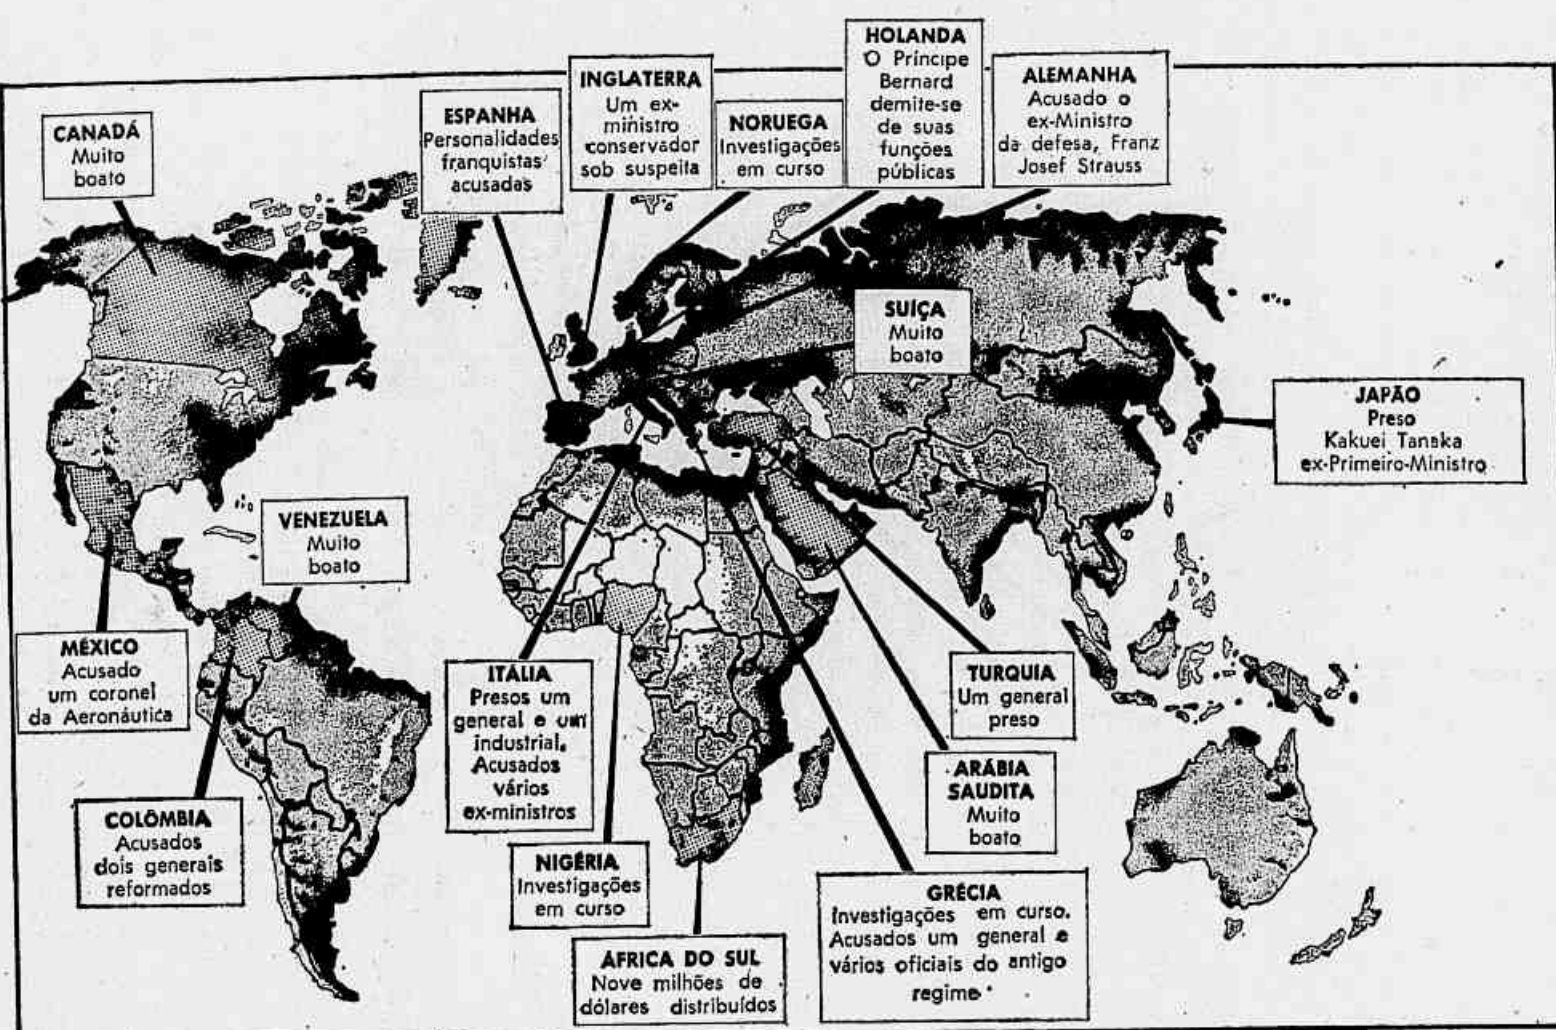 CANADÁ
Muito
boato
ESPANHA
Personalidades
franquistas
acusadas
INGLATERRA
Um ex-
ministro
conservador
sob suspeita
NORUEGA
Investigações
em curso
HOLANDA
O Príncipe
Bernard
demite-se
de suas
funções
públicas
ALEMANHA
Acusado o
ex-Ministro
da defesa, Franz
Josef Strauss
SUIÇA
Muito
boato
JAPÃO
Preso
Kakuei Tanaka
ex-Primeiro-Ministro
VENEZUELA
Muito
boato
MÉXICO
Acusado
um coronel
da Aeronáutica
COLÔMBIA
Acusados
dois generais
reformados
ITÁLIA
Presos um
general e um
industrial.
Acusados
vários
ex-ministros
NIGÉRIA
Investigações
em curso
ÁFRICA DO SUL
Nove milhões de
dólares distribuídos
TURQUIA
Um general
preso
ARÁBIA
SAUDITA
Muito
boato
GRÉCIA
Investigações em curso.
Acusados um general e
vários oficiais do antigo
regime